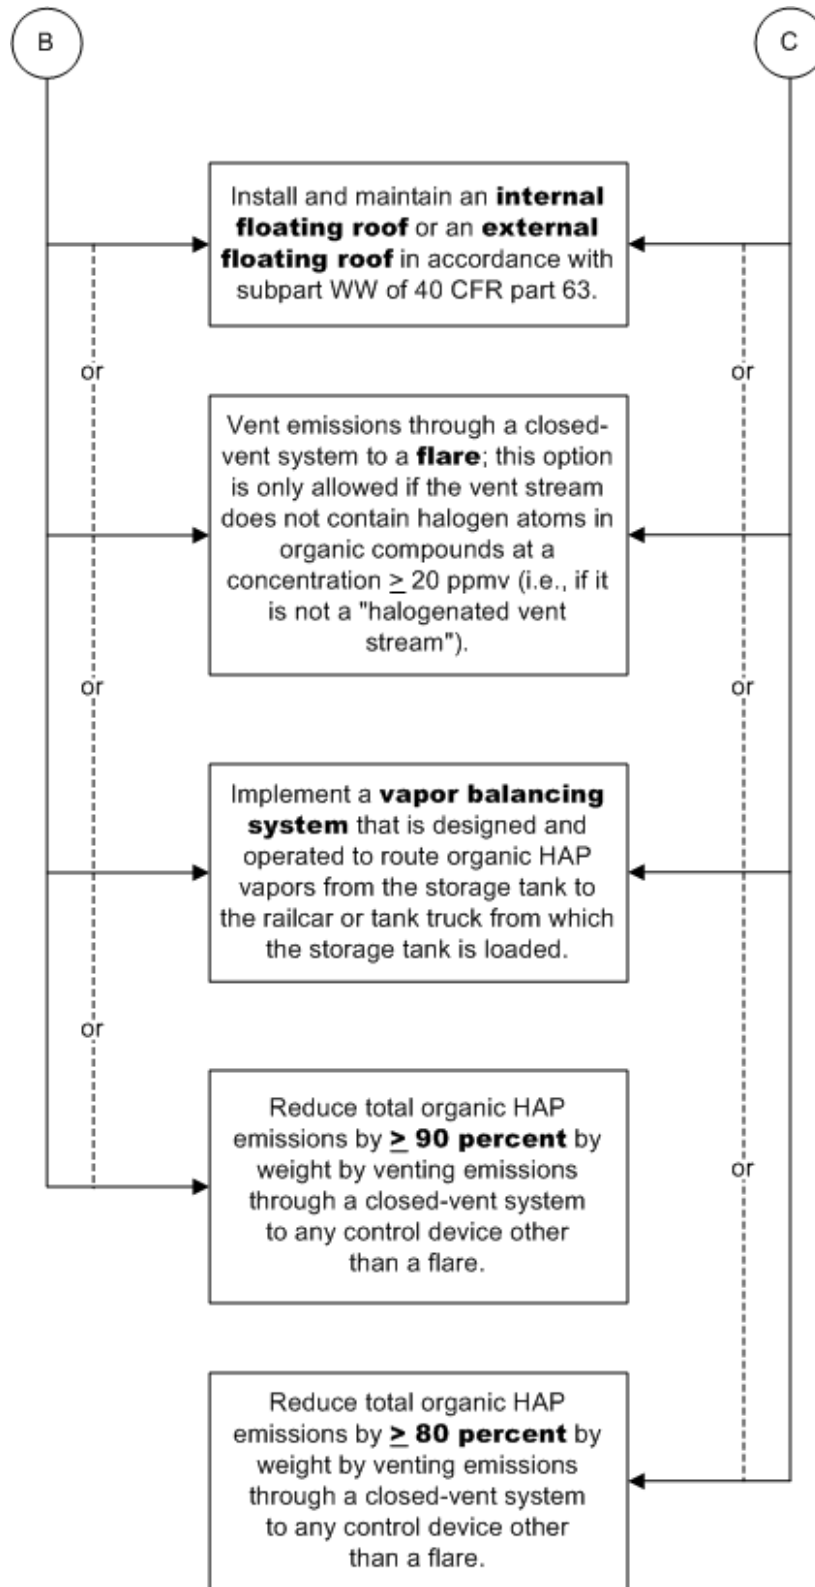 B
C
Install and maintain an internal
floating roof or an external
floating roof in accordance with
subpart WW of 40 CFR part 63.
or
or
Vent emissions through a closed-
vent system to a flare; this option
is only allowed if the vent stream
does not contain halogen atoms in
organic compounds at a
concentration ≥ 20 ppmv (i.e., if it
is not a "halogenated vent
stream").
or
or
Implement a vapor balancing
system that is designed and
operated to route organic HAP
vapors from the storage tank to
the railcar or tank truck from which
the storage tank is loaded.
or
Reduce total organic HAP
emissions by ≥ 90 percent by
weight by venting emissions
through a closed-vent system
to any control device other
than a flare.
or
Reduce total organic HAP
emissions by ≥ 80 percent by
weight by venting emissions
through a closed-vent system
to any control device other
than a flare.